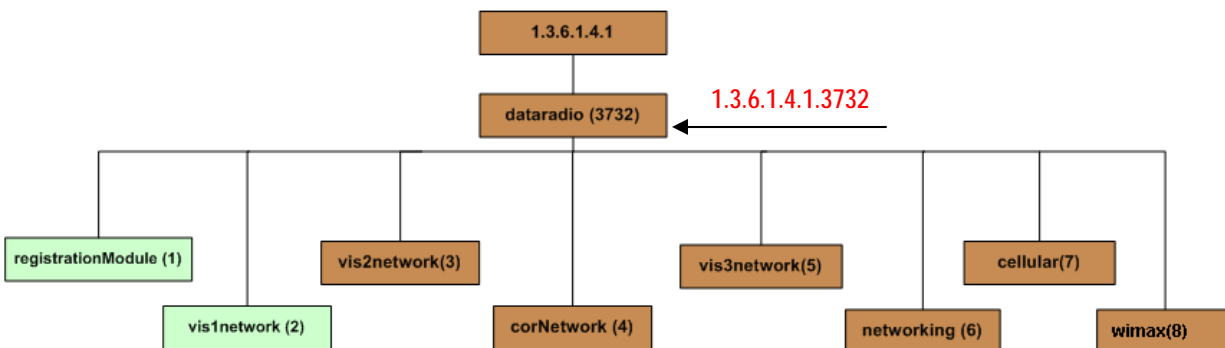 1.3.6.1.4.1
1.3.6.1.4.1.3732
dataradio (3732)
registrationModule (1)
vis2network(3)
vis3network(5)
cellular(7)
vis1network (2)
corNetwork (4)
networking (6)
wimax(8)